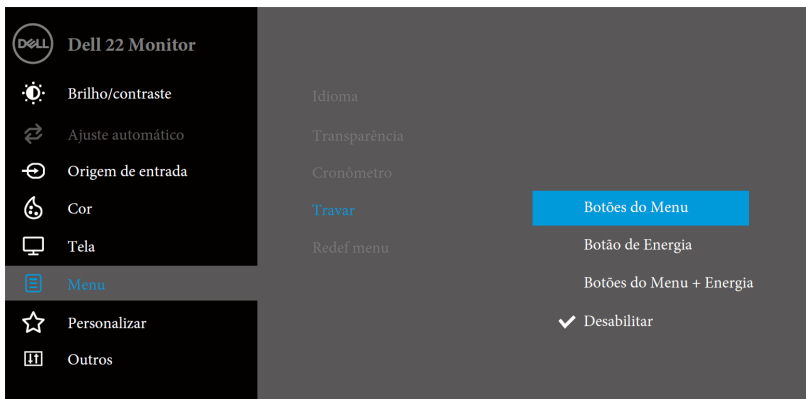 DELL
Dell 22 Monitor
Brilho/contraste
Ajuste automático
Origem de entrada
Cor
Tela
Menu
Personalizar
Outros
Idioma
Transparência
Cronômetro
Travar
Redef menu
Botões do Menu
Botão de Energia
Botões do Menu + Energia
Desabilitar